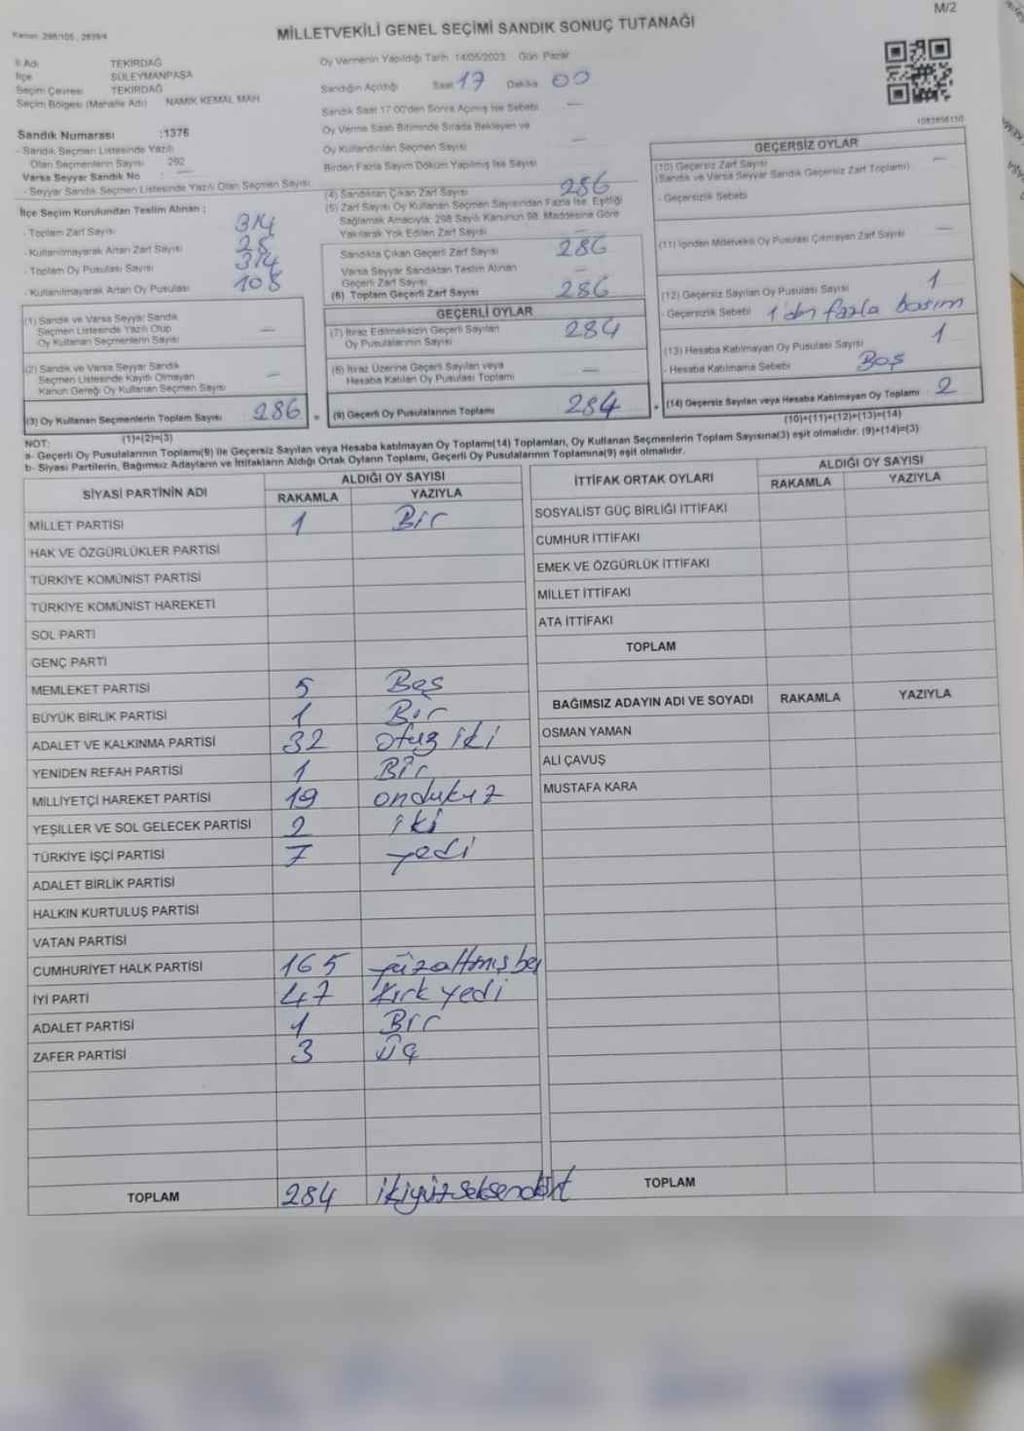 M/2
MİLLETVEKİLİ GENEL SEÇİMİ SANDIK SONUÇ TUTANAĞI
Kanun: 298/105, 2839/4
İl Adı TEKİRDAĞ
İlçe SÜLEYMANPAŞA
Seçim Çevresi TEKİRDAĞ
Seçim Bölgesi (Mahalle Adı) NAMIK KEMAL MAH.
Sandık Numarası :1376
- Sandık Seçmen Listesinde Yazılı
Olan Seçmenlerin Sayısı 292
Varsa Seyyar Sandık No : —
- Seyyar Sandık Seçmen Listesinde Yazılı Olan Seçmen Sayısı
İlçe Seçim Kurulundan Teslim Alınan ;
- Toplam Zarf Sayısı 314
- Kullanılmayarak Artan Zarf Sayısı 28
- Toplam Oy Pusulası Sayısı 314
- Kullanılmayarak Artan Oy Pusulası 108
(1) Sandık ve Varsa Seyyar Sandık
Seçmen Listesinde Yazılı Olup
Oy Kullanan Seçmenlerin Sayısı —
(2) Sandık ve Varsa Seyyar Sandık
Seçmen Listesinde Kayıtlı Olmayan
Kanun Gereği Oy Kullanan Seçmen Sayısı —
(3) Oy Kullanan Seçmenlerin Toplam Sayısı 286
(1)+(2)=(3)
Oy Vermenin Yapıldığı Tarih 14/05/2023 Gün: Pazar
Sandığın Açıldığı Saat 17 Dakika 00
Sandık Saat 17:00'den Sonra Açılmış İse Sebebi —
Oy Verme Saati Bitiminde Sırada Bekleyen ve
Oy Kullandırılan Seçmen Sayısı —
Birden Fazla Sayım Döküm Yapılmış İse Sayısı
(4) Sandıktan Çıkan Zarf Sayısı 286
(5) Zarf Sayısı Oy Kullanan Seçmen Sayısından Fazla İse, Eşitliği
Sağlamak Amacıyla; 298 Sayılı Kanunun 98. Maddesine Göre
Yakılarak Yok Edilen Zarf Sayısı —
Sandıkta Çıkan Geçerli Zarf Sayısı 286
Varsa Seyyar Sandıktan Teslim Alınan
Geçerli Zarf Sayısı —
(6) Toplam Geçerli Zarf Sayısı 286
GEÇERLİ OYLAR
(7) İtiraz Edilmeksizin Geçerli Sayılan
Oy Pusulalarının Sayısı 284
(8) İtiraz Üzerine Geçerli Sayılan veya
Hesaba Katılan Oy Pusulası Toplamı —
(9) Geçerli Oy Pusulalarının Toplamı 284
1083898110
GEÇERSİZ OYLAR
(10) Geçersiz Zarf Sayısı
(Sandık ve Varsa Seyyar Sandık Geçersiz Zarf Toplamı) —
- Geçersizlik Sebebi
(11) İçinden Milletvekili Oy Pusulası Çıkmayan Zarf Sayısı —
(12) Geçersiz Sayılan Oy Pusulası Sayısı 1
- Geçersizlik Sebebi 1'den fazla basım
(13) Hesaba Katılmayan Oy Pusulası Sayısı 1
- Hesaba Katılmama Sebebi Boş
(14) Geçersiz Sayılan veya Hesaba Katılmayan Oy Toplamı 2
(10)+(11)+(12)+(13)=(14)
NOT:
a- Geçerli Oy Pusulalarının Toplamı(9) ile Geçersiz Sayılan veya Hesaba katılmayan Oy Toplamı(14) Toplamları, Oy Kullanan Seçmenlerin Toplam Sayısına(3) eşit olmalıdır. (9)+(14)=(3)
b- Siyasi Partilerin, Bağımsız Adayların ve İttifakların Aldığı Ortak Oyların Toplamı, Geçerli Oy Pusulalarının Toplamına(9) eşit olmalıdır.
SİYASİ PARTİNİN ADI ALDIĞI OY SAYISI
RAKAMLA YAZIYLA
MİLLET PARTİSİ 1 Bir
HAK VE ÖZGÜRLÜKLER PARTİSİ
TÜRKİYE KOMÜNİST PARTİSİ
TÜRKİYE KOMÜNİST HAREKETİ
SOL PARTİ
GENÇ PARTİ
MEMLEKET PARTİSİ 5 Beş
BÜYÜK BİRLİK PARTİSİ 1 Bir
ADALET VE KALKINMA PARTİSİ 32 otuz iki
YENİDEN REFAH PARTİSİ 1 Bir
MİLLİYETÇİ HAREKET PARTİSİ 19 ondukuz
YEŞİLLER VE SOL GELECEK PARTİSİ 2 iki
TÜRKİYE İŞÇİ PARTİSİ 7 yedi
ADALET BİRLİK PARTİSİ
HALKIN KURTULUŞ PARTİSİ
VATAN PARTİSİ
CUMHURİYET HALK PARTİSİ 165 yüzaltmışbeş
İYİ PARTİ 47 Kırk yedi
ADALET PARTİSİ 1 Bir
ZAFER PARTİSİ 3 üç
TOPLAM 284 ikiyüzseksendört
İTTİFAK ORTAK OYLARI ALDIĞI OY SAYISI
RAKAMLA YAZIYLA
SOSYALİST GÜÇ BİRLİĞİ İTTİFAKI
CUMHUR İTTİFAKI
EMEK VE ÖZGÜRLÜK İTTİFAKI
MİLLET İTTİFAKI
ATA İTTİFAKI
TOPLAM
BAĞIMSIZ ADAYIN ADI VE SOYADI RAKAMLA YAZIYLA
OSMAN YAMAN
ALİ ÇAVUŞ
MUSTAFA KARA
TOPLAM